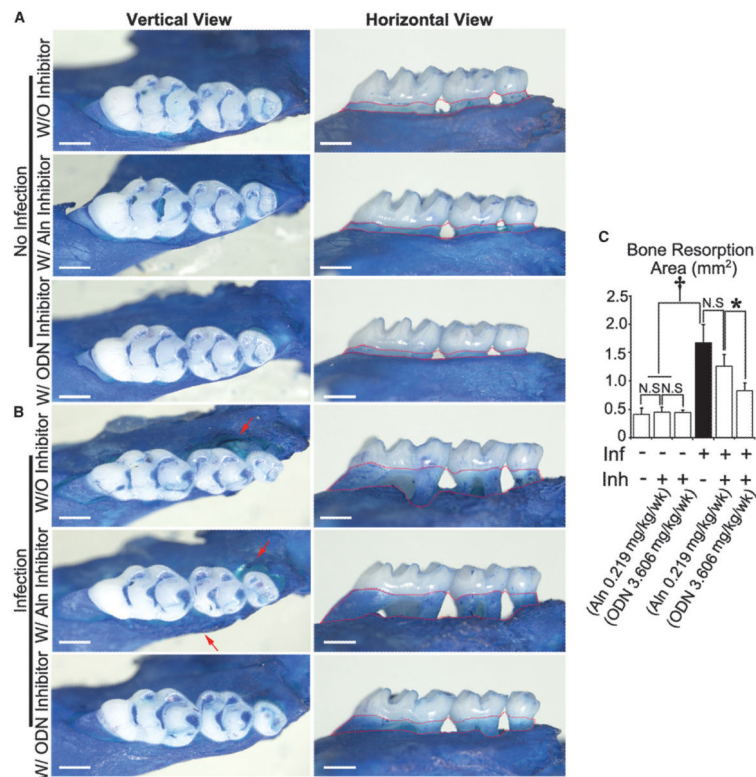 A
Vertical View
Horizontal View
No Infection
W/O Inhibitor
W/ Aln Inhibitor
W/ ODN Inhibitor
B
Infection
W/O Inhibitor
W/ Aln Inhibitor
W/ ODN Inhibitor
C
Bone Resorption
Area (mm²)
†
N.S *
2.5
2.0
1.5
1.0
0.5
0
N.S N.S
Inf - - - + + +
Inh - + + - + +
(Aln 0.219 mg/kg/wk)
(ODN 3.606 mg/kg/wk)
(Aln 0.219 mg/kg/wk)
(ODN 3.606 mg/kg/wk)